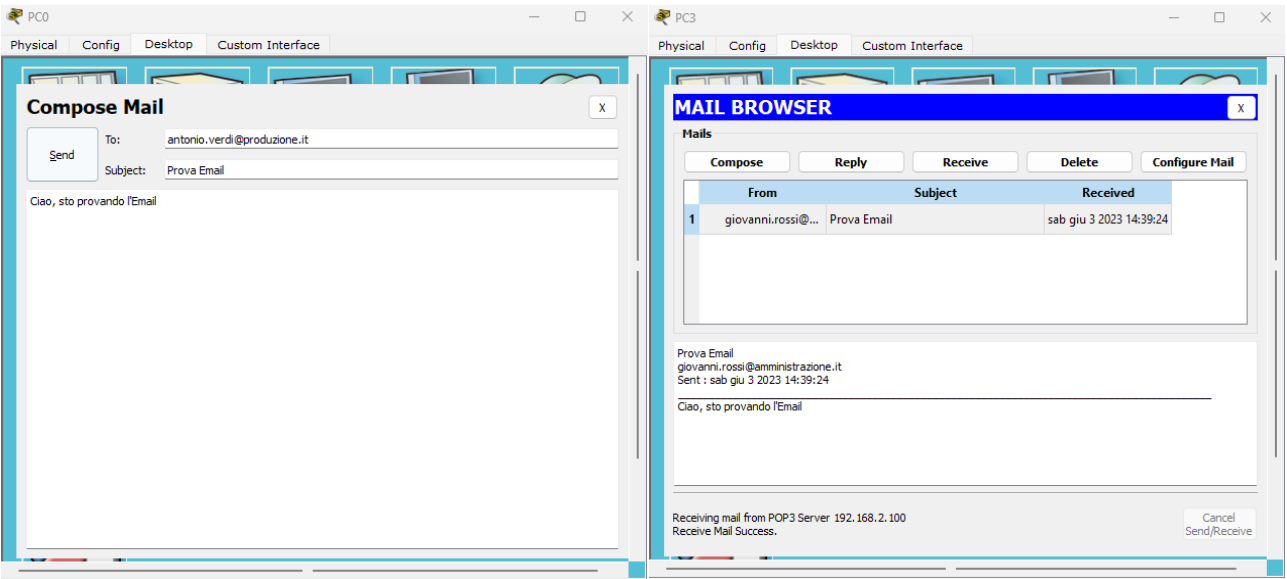 PC0
Physical Config Desktop Custom Interface
Compose Mail
X
Send
To: antonio.verdi@produzione.it
Subject: Prova Email
Ciao, sto provando l'Email
PC3
Physical Config Desktop Custom Interface
MAIL BROWSER
X
Mails
Compose Reply Receive Delete Configure Mail
From Subject Received
1 giovanni.rossi@... Prova Email sab giu 3 2023 14:39:24
Prova Email
giovanni.rossi@amministrazione.it
Sent : sab giu 3 2023 14:39:24
Ciao, sto provando l'Email
Receiving mail from POP3 Server 192.168.2.100
Receive Mail Success.
Cancel
Send/Receive